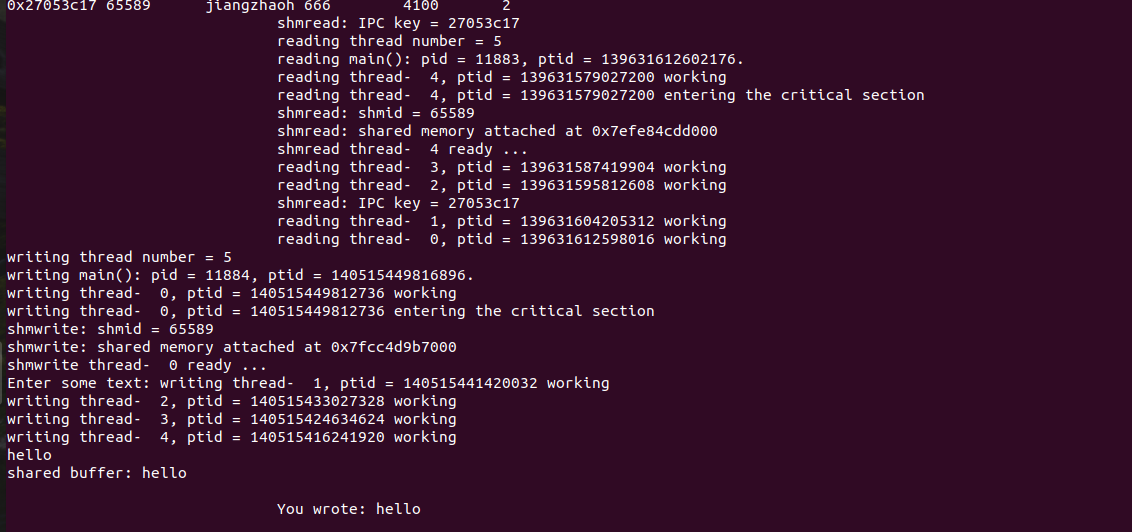 0x27053c17 65589      jiangzhaoh 666        4100       2
                              shmread: IPC key = 27053c17
                              reading thread number = 5
                              reading main(): pid = 11883, ptid = 139631612602176.
                              reading thread-  4, ptid = 139631579027200 working
                              reading thread-  4, ptid = 139631579027200 entering the critical section
                              shmread: shmid = 65589
                              shmread: shared memory attached at 0x7efe84cdd000
                              shmread thread-  4 ready ...
                              reading thread-  3, ptid = 139631587419904 working
                              reading thread-  2, ptid = 139631595812608 working
                              shmread: IPC key = 27053c17
                              reading thread-  1, ptid = 139631604205312 working
                              reading thread-  0, ptid = 139631612598016 working
writing thread number = 5
writing main(): pid = 11884, ptid = 140515449816896.
writing thread-  0, ptid = 140515449812736 working
writing thread-  0, ptid = 140515449812736 entering the critical section
shmwrite: shmid = 65589
shmwrite: shared memory attached at 0x7fcc4d9b7000
shmwrite thread-  0 ready ...
Enter some text: writing thread-  1, ptid = 140515441420032 working
writing thread-  2, ptid = 140515433027328 working
writing thread-  3, ptid = 140515424634624 working
writing thread-  4, ptid = 140515416241920 working
hello
shared buffer: hello
                              You wrote: hello